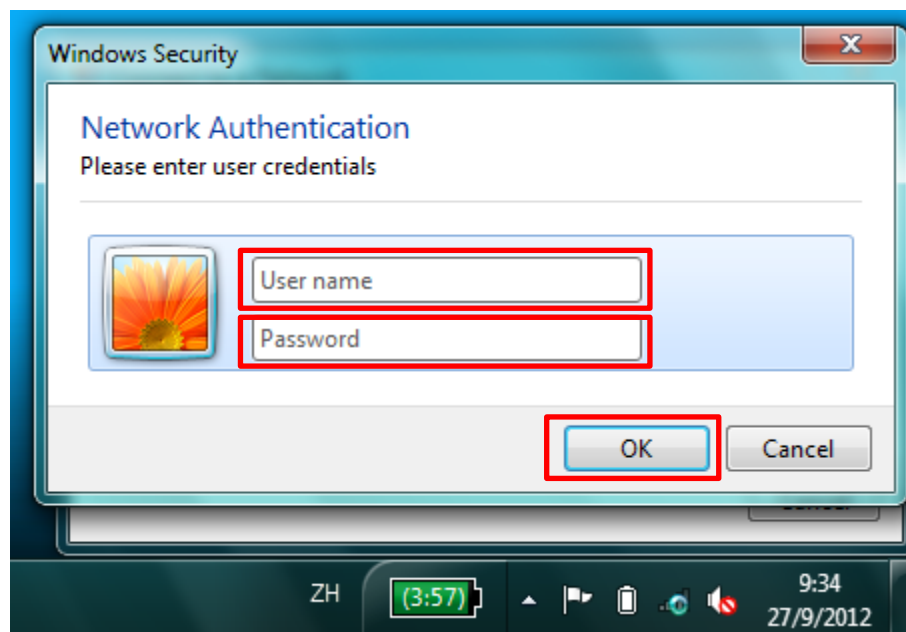 Windows Security
Network Authentication
Please enter user credentials
User name
Password
OK Cancel
ZH (3:57) 9:34
27/9/2012